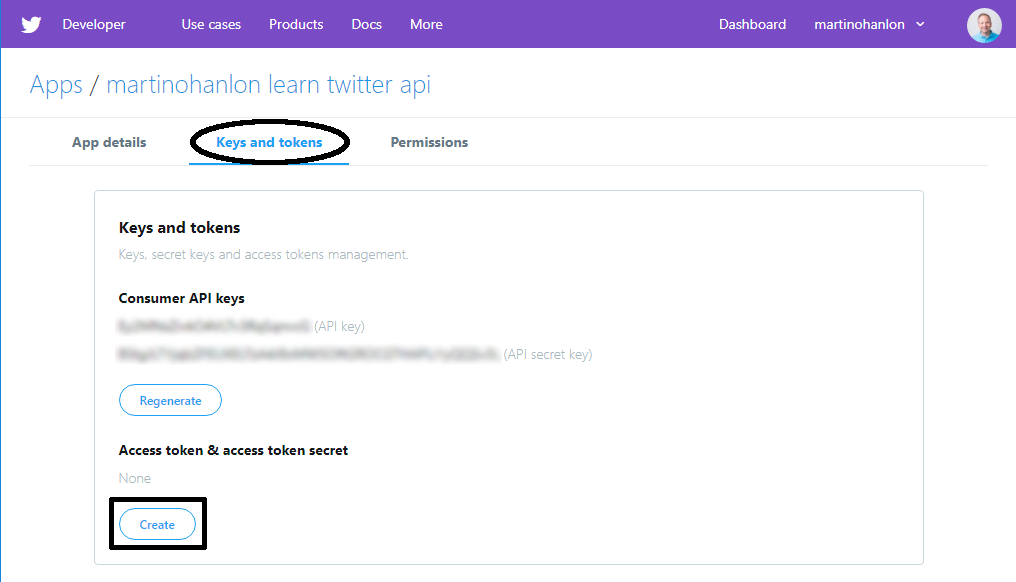 Developer Use cases Products Docs More Dashboard martinohanlon
Apps / martinohanlon learn twitter api
App details Keys and tokens Permissions
Keys and tokens
Keys, secret keys and access tokens management.
Consumer API keys
(API key)
(API secret key)
Regenerate
Access token & access token secret
None
Create